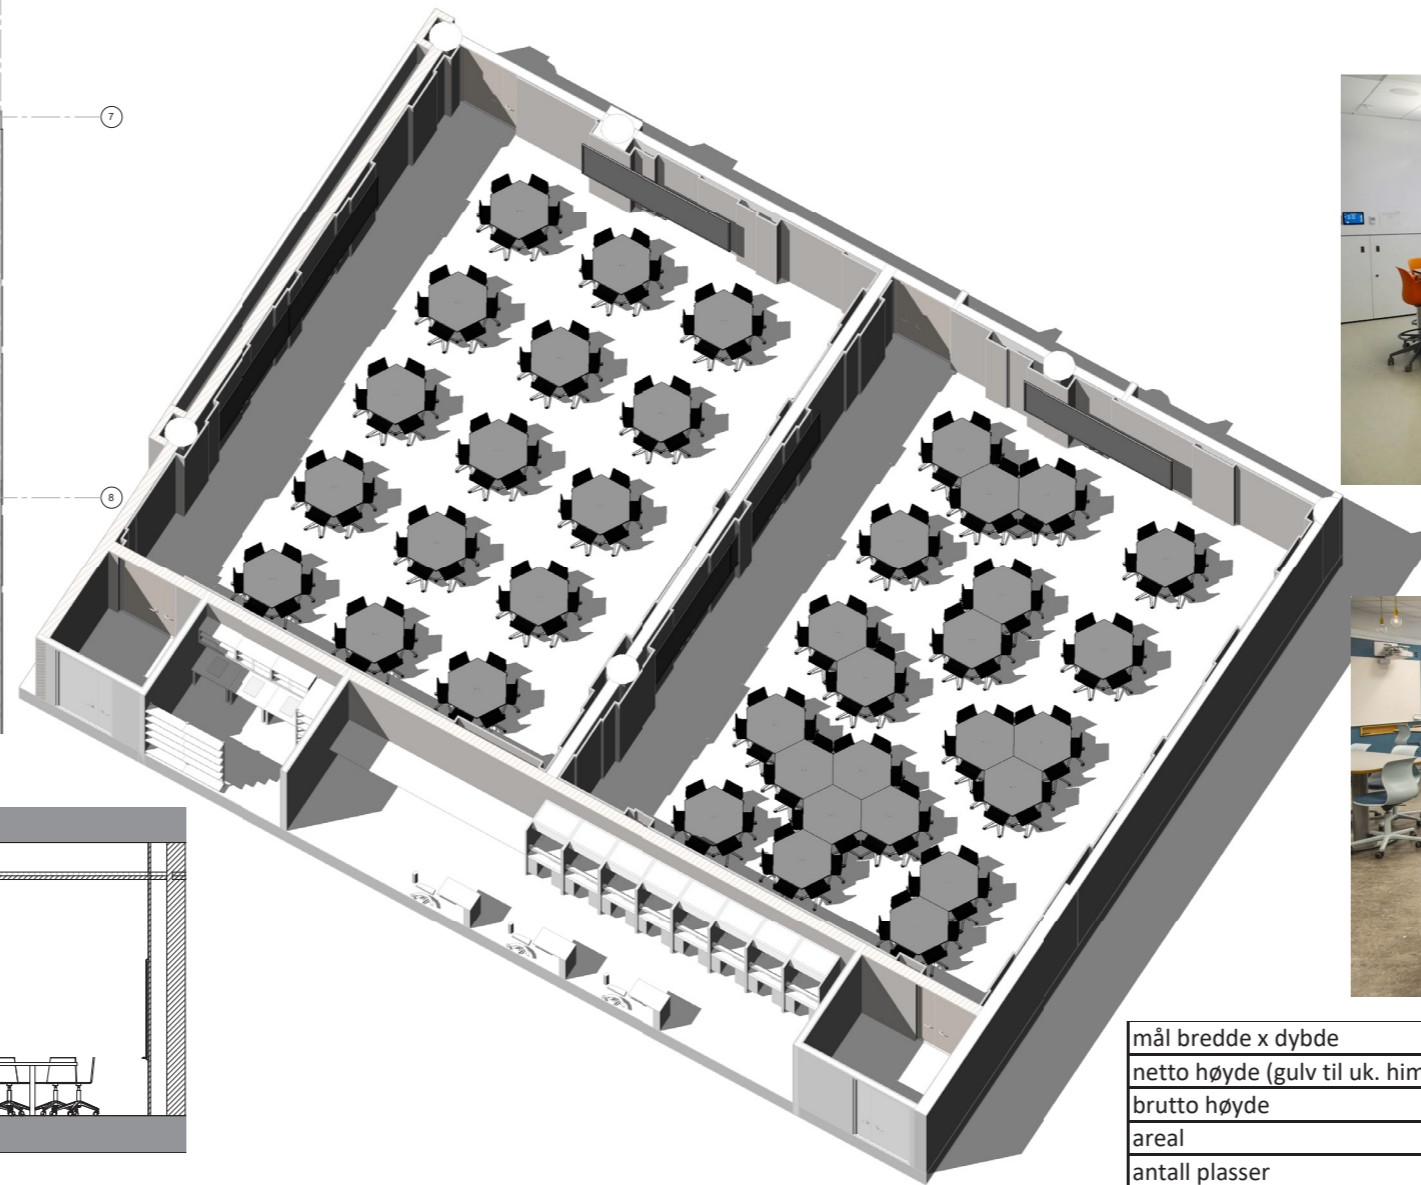 7
8
mål bredde x dybde
netto høyde (gulv til uk. him
brutto høyde
areal
antall plasser